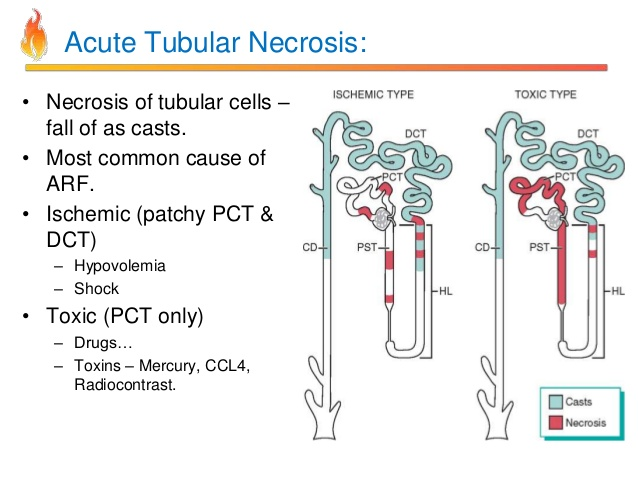 Acute Tubular Necrosis:
• Necrosis of tubular cells –
fall of as casts.
• Most common cause of
ARF.
• Ischemic (patchy PCT &
DCT)
– Hypovolemia
– Shock
• Toxic (PCT only)
– Drugs…
– Toxins – Mercury, CCL4,
Radiocontrast.
ISCHEMIC TYPE
DCT
PCT
CD
PST
HL
TOXIC TYPE
DCT
PCT
CD
PST
HL
Casts
Necrosis